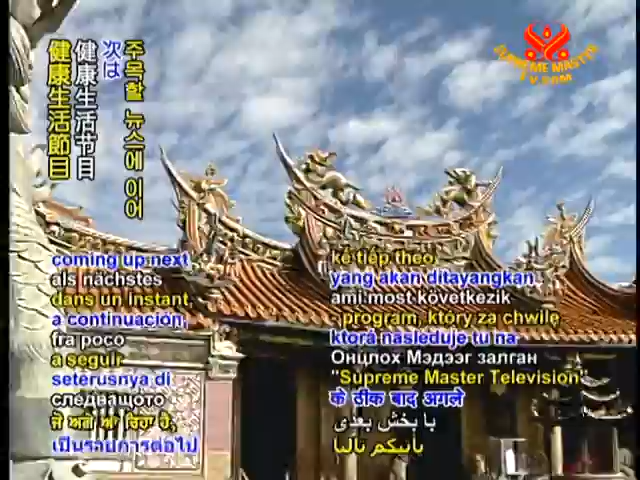 SUPREME MASTER
TV.COM
健康生活節目
健康生活节目
次は
주목할 뉴스에 이어
coming up next
als nächstes
dans un instant,
a continuación,
fra poco
a seguir
seterusnya di
следващото
ਜੋ ਅਗੇ ਆ ਰਿਹਾ ਹੈ,
เป็นรายการต่อไป
kế tiếp theo
yang akan ditayangkan
ami most következik
- program, który za chwilę
ktorá nasleduje tu na
Онцлох Мэдээг залган
"Supreme Master Television"
के ठीक बाद अगले
با بخش بعدی
يأتيكم تاليا